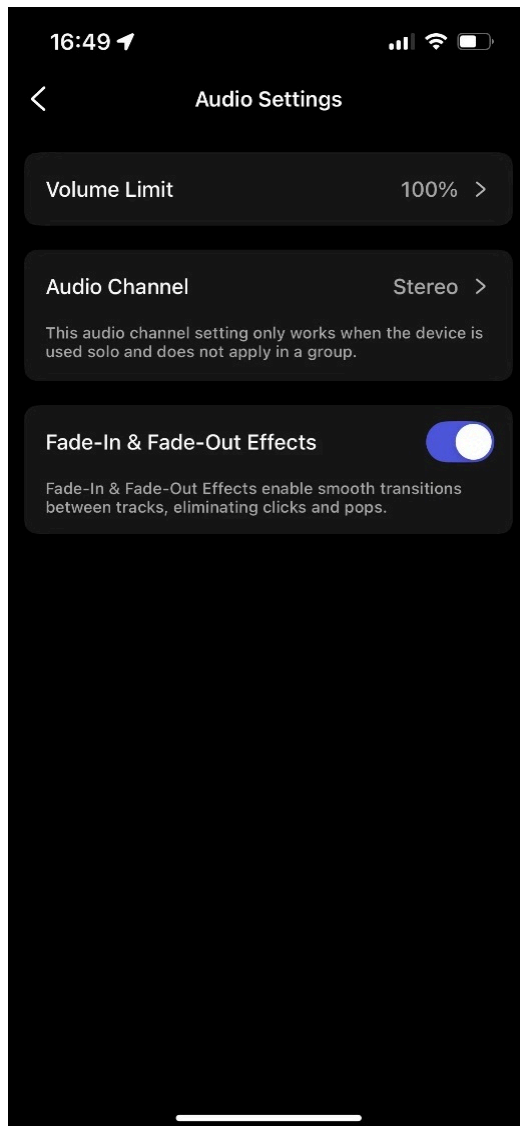 16:49
Audio Settings
Volume Limit 100%
Audio Channel Stereo
This audio channel setting only works when the device is
used solo and does not apply in a group.
Fade-In & Fade-Out Effects
Fade-In & Fade-Out Effects enable smooth transitions
between tracks, eliminating clicks and pops.